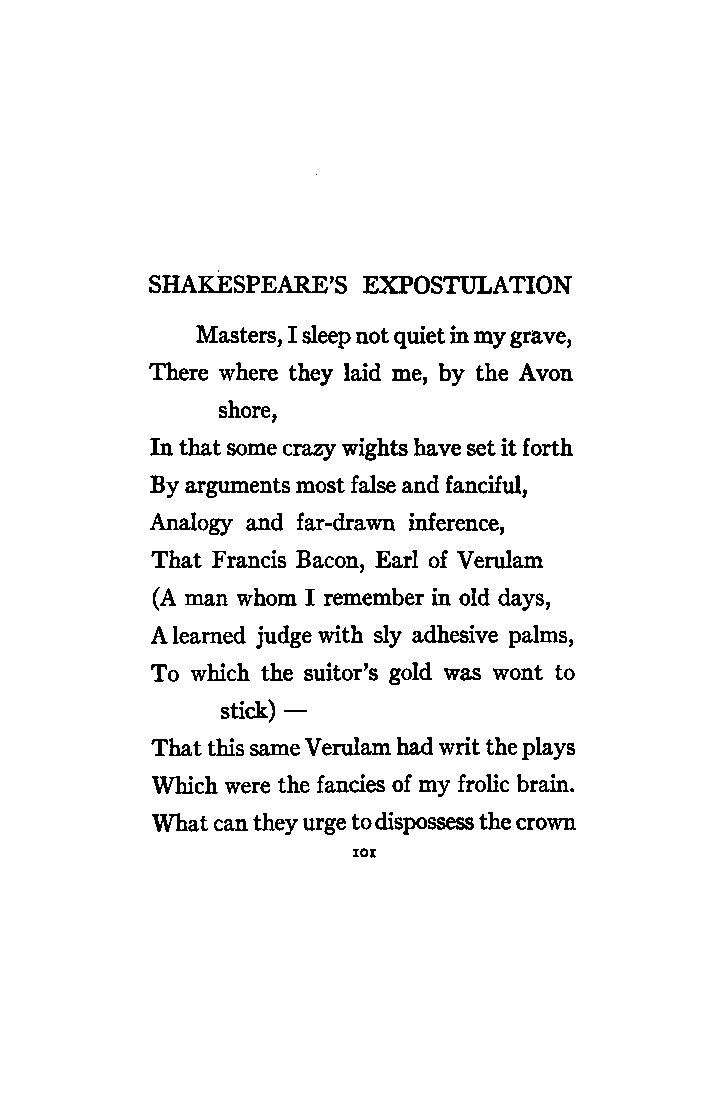 SHAKESPEARE'S EXPOSTULATION
Masters, I sleep not quiet in my grave,
There where they laid me, by the Avon
shore,
In that some crazy wights have set it forth
By arguments most false and fanciful,
Analogy and far-drawn inference,
That Francis Bacon, Earl of Verulam
(A man whom I remember in old days,
A learned judge with sly adhesive palms,
To which the suitor's gold was wont to
stick) —
That this same Verulam had writ the plays
Which were the fancies of my frolic brain.
What can they urge to dispossess the crown
101